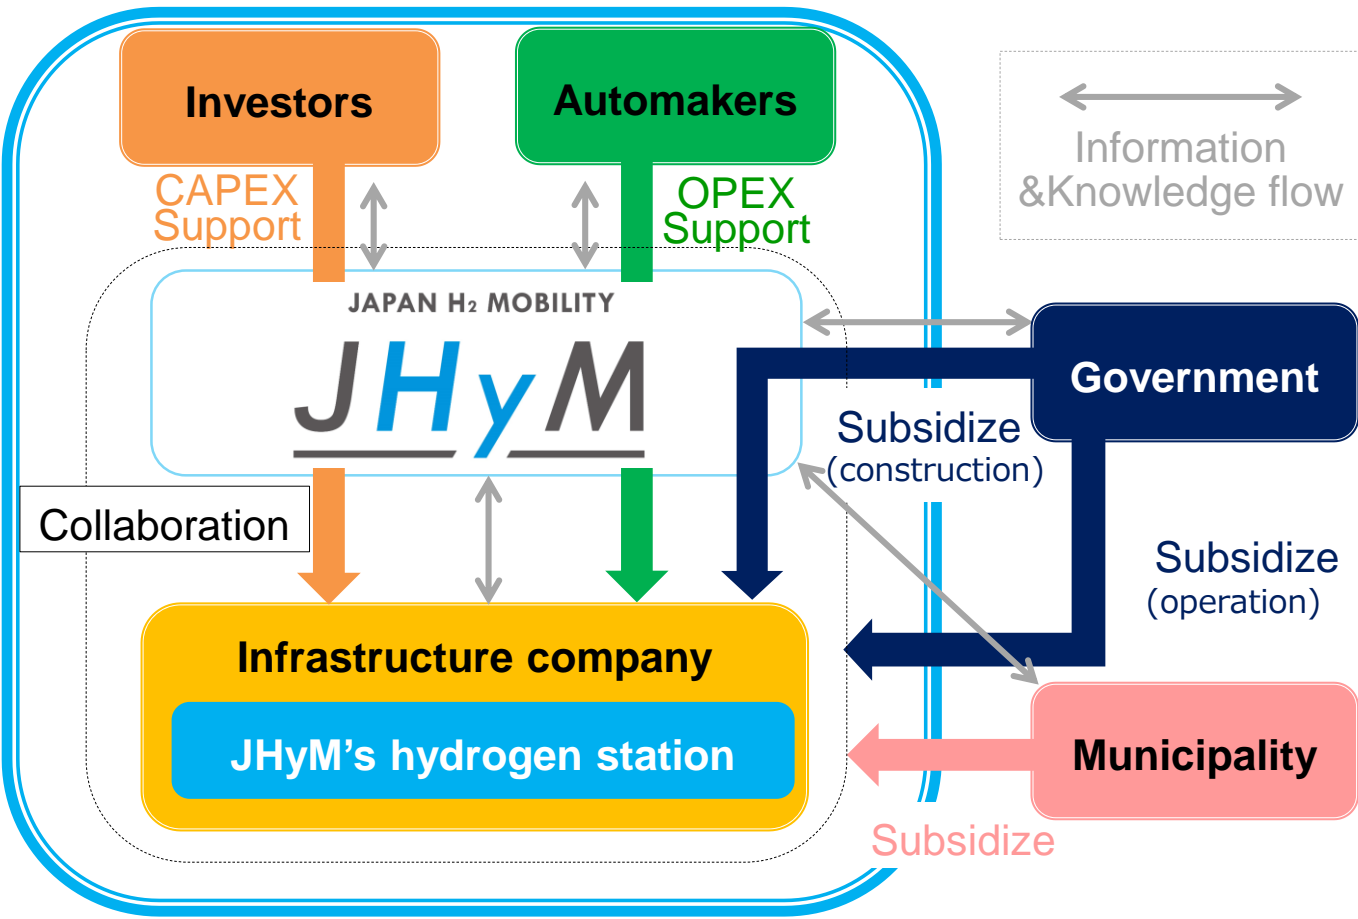 Investors
Automakers
Information
&Knowledge flow
CAPEX
Support
OPEX
Support
JAPAN H₂ MOBILITY
JHyM
Government
Subsidize
(construction)
Collaboration
Subsidize
(operation)
Infrastructure company
JHyM’s hydrogen station
Municipality
Subsidize